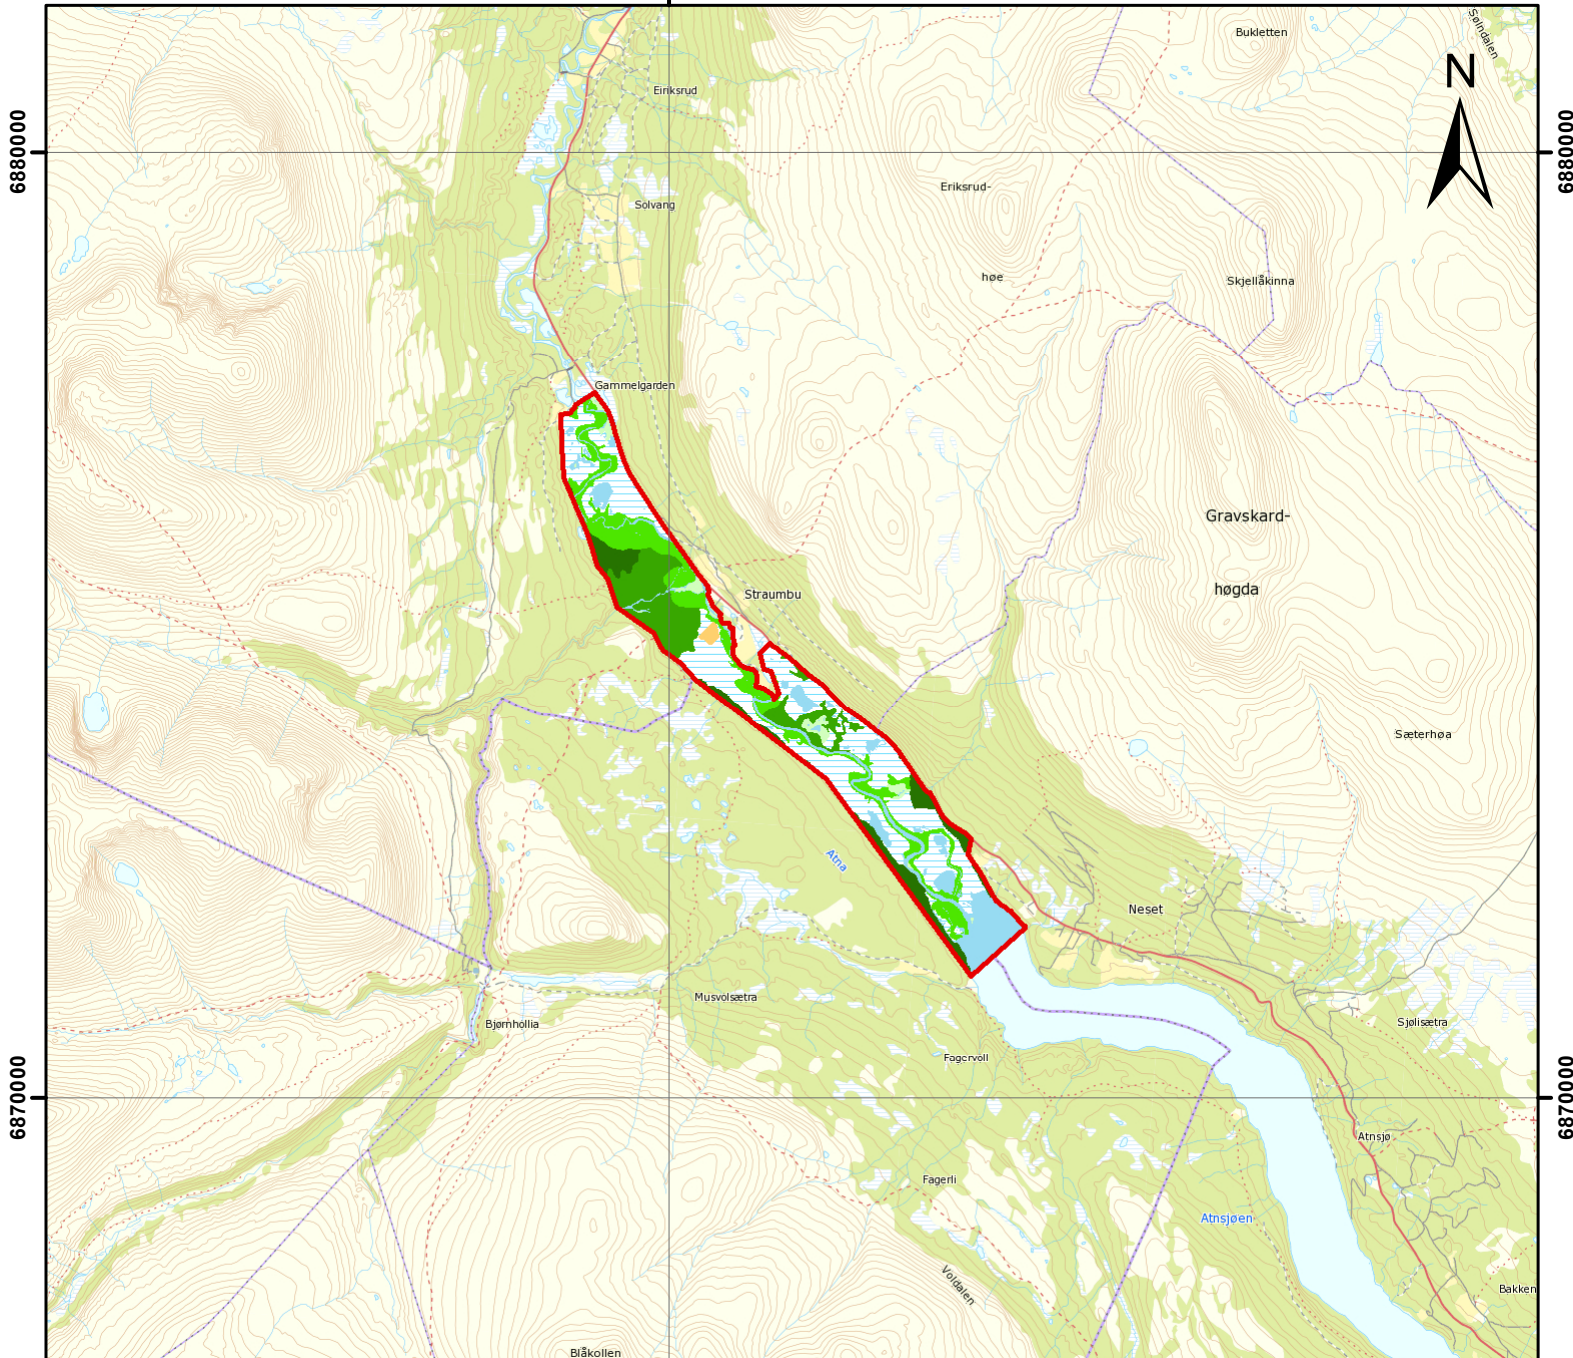 Bukletten
Sølndalen
N
Eiriksrud
6880000
6880000
Eriksrud-
Solvang
høe
Skjellåkinna
Gammelgarden
Gravskard-
høgda
Straumbu
Sæterhøa
Atna
Neset
Musvolsætra
Bjørnhollia
Sjølisætra
Fagervoll
6870000
6870000
Atnsjø
Fagerli
Atnsjøen
Voldalen
Bakken
Blåkollen